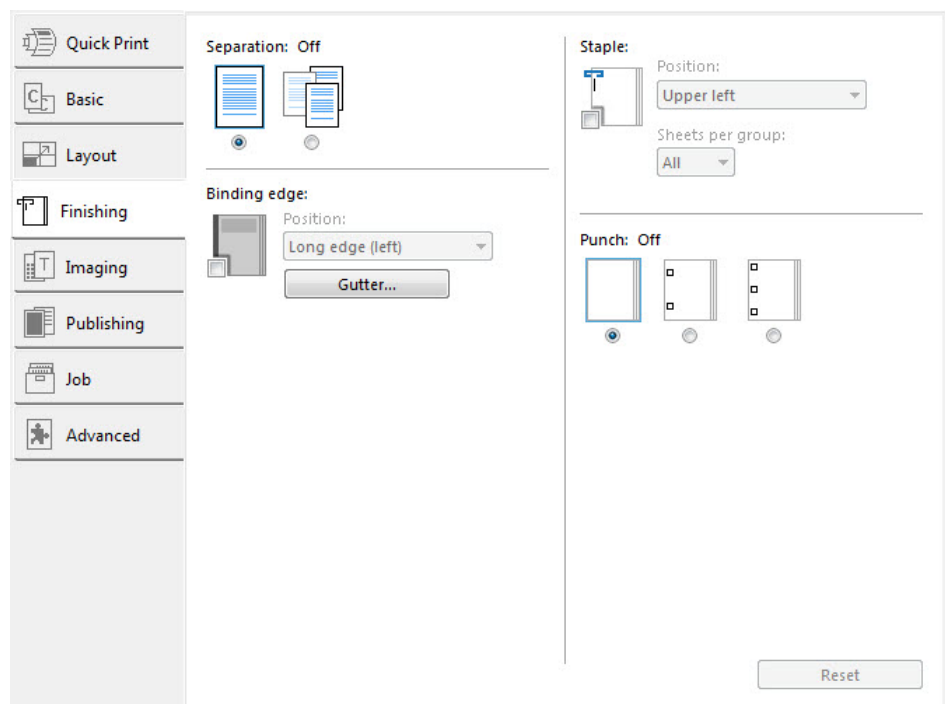 Quick Print
Basic
Layout
Finishing
Imaging
Publishing
Job
Advanced
Separation: Off
Binding edge:
Position:
Long edge (left)
Gutter...
Staple:
Position:
Upper left
Sheets per group:
All
Punch: Off
Reset